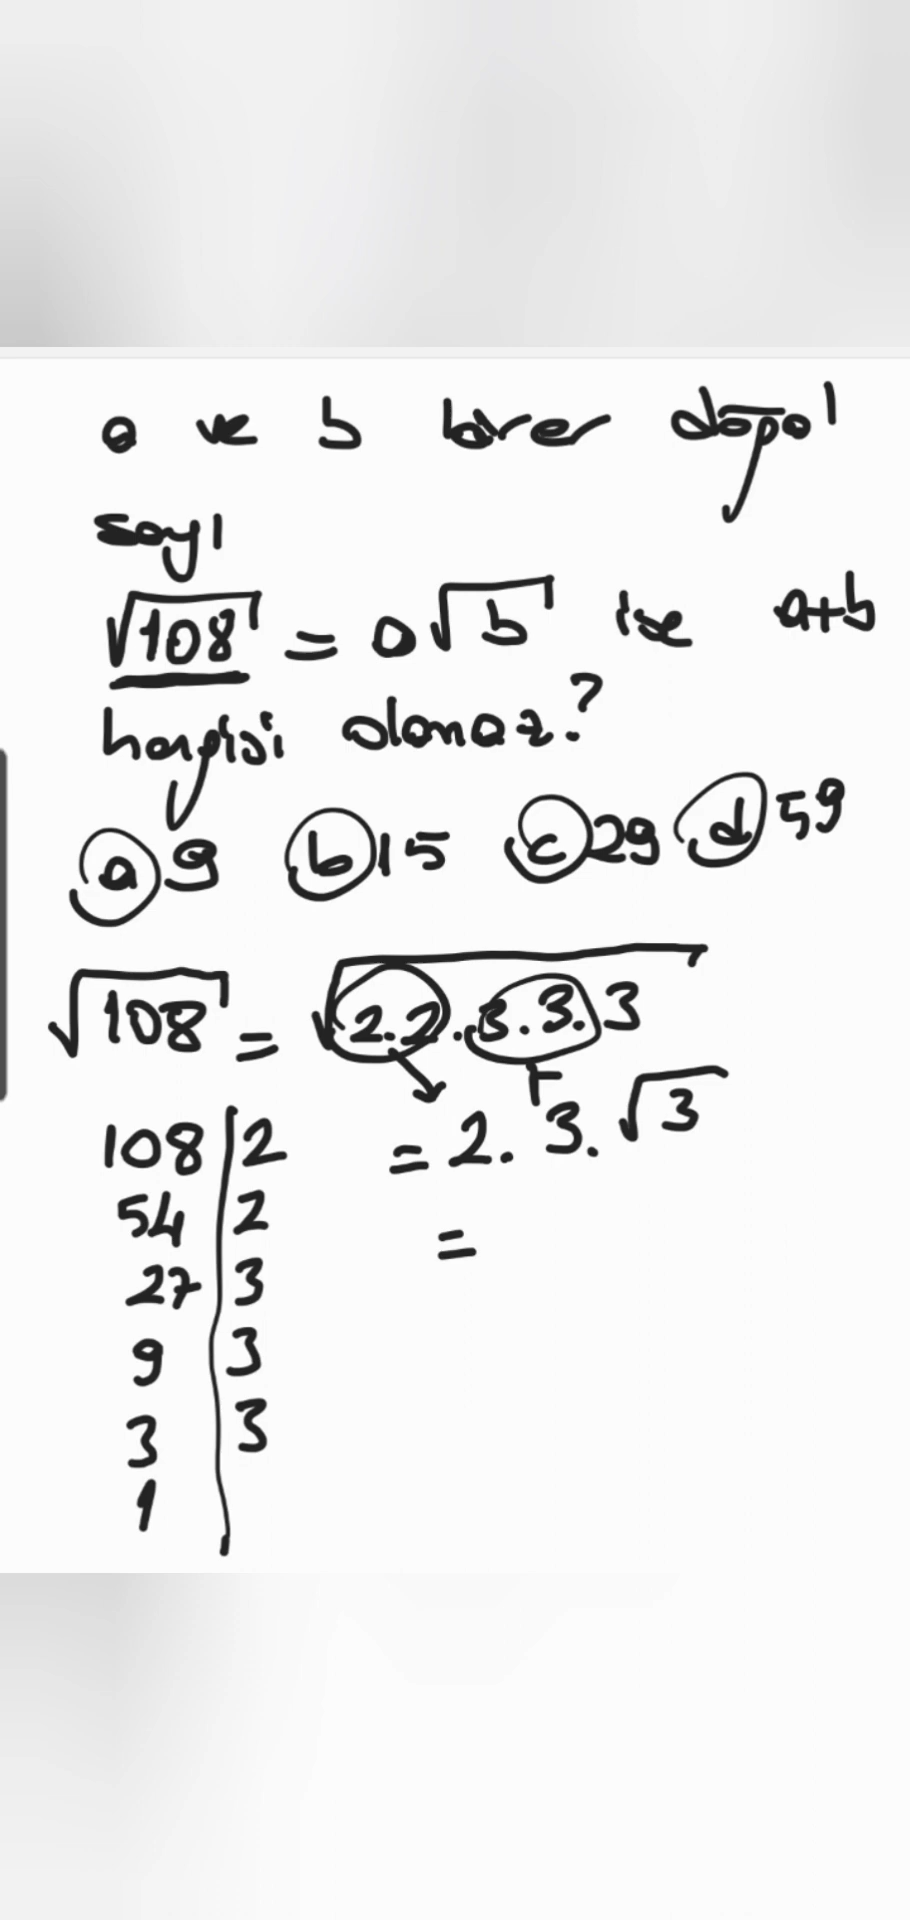 a ve b birer doğal
sayı
√108 = a√b ise a+b
hangisi olamaz?
a 9 b 15 c 29 d 59
√108 = √2.2.3.3.3
108 | 2 = 2. 3. √3
54 | 2
=
27 | 3
9 | 3
3 | 3
1